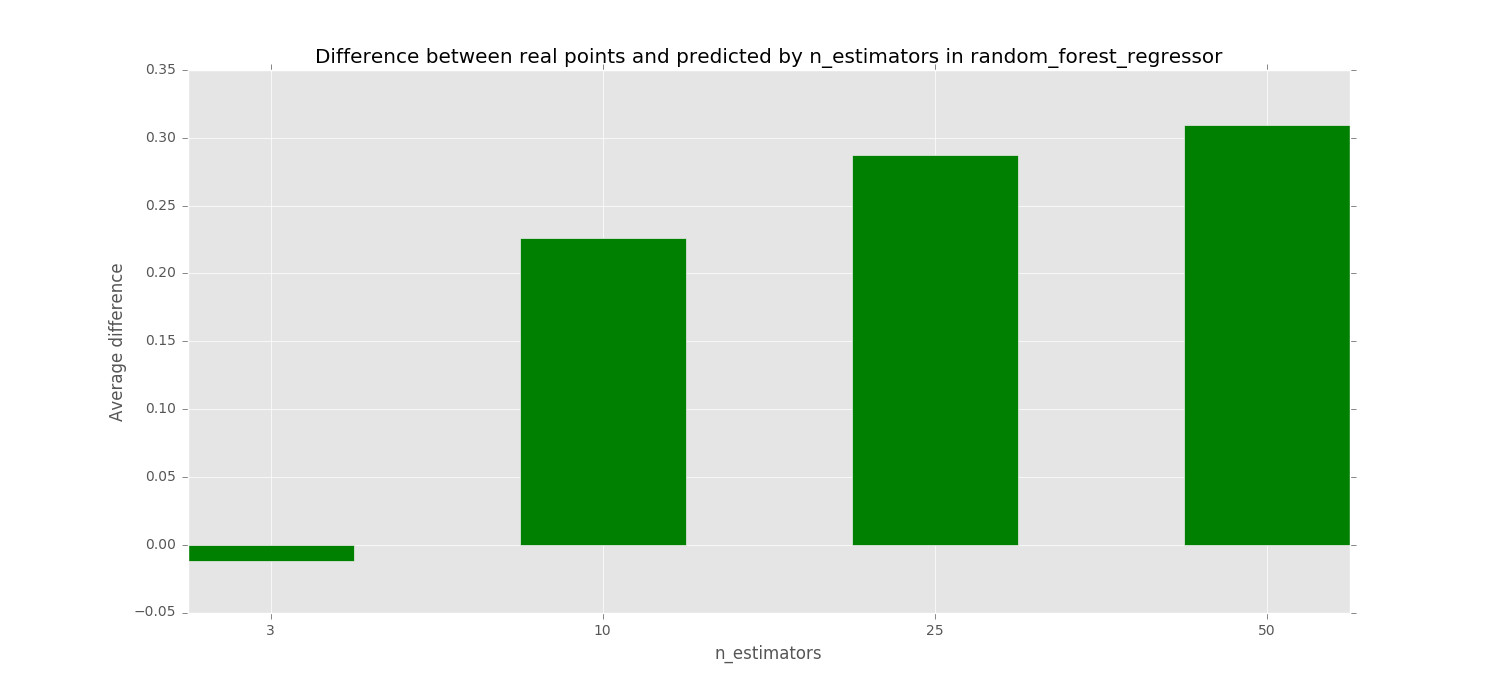 Difference between real points and predicted by n_estimators in random_forest_regressor
0.35
0.30
0.25
0.20
0.15
0.10
0.05
0.00
−0.05
Average difference
3 10 25 50
n_estimators